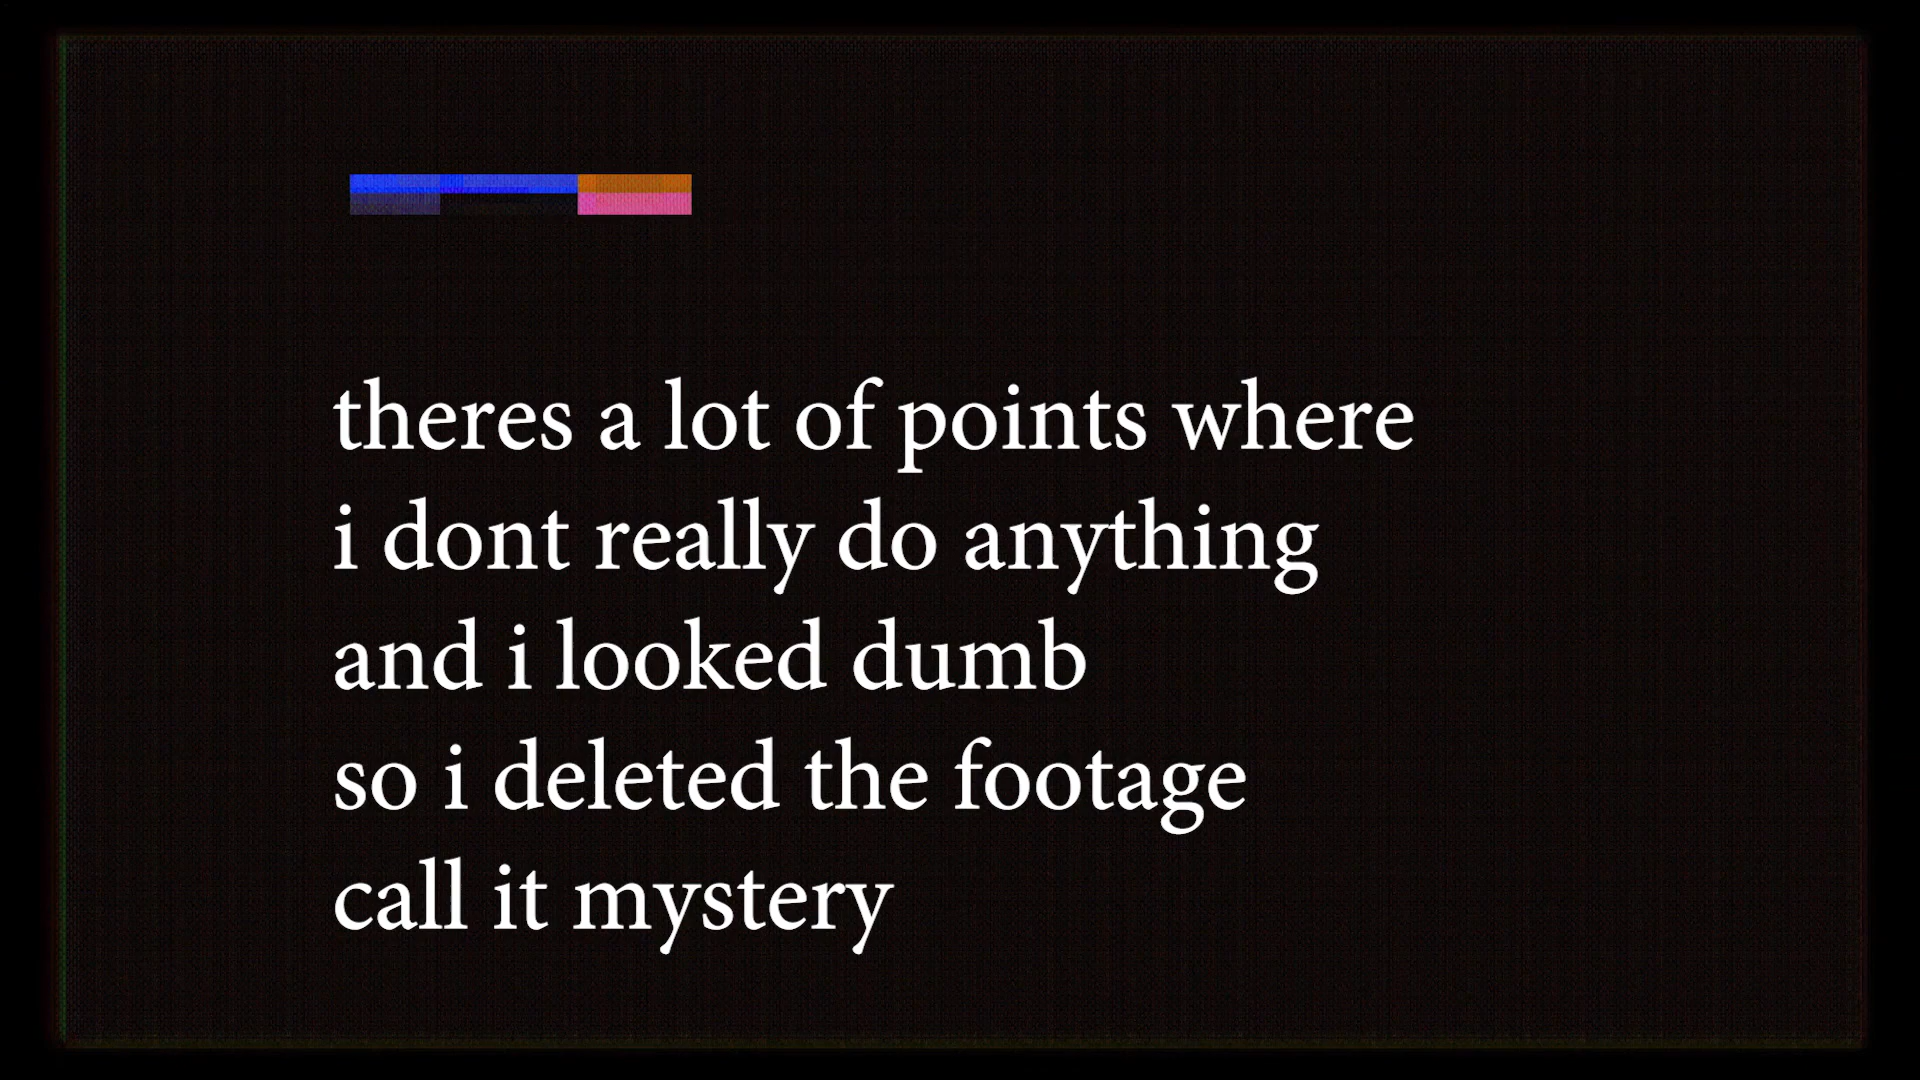 theres a lot of points where
i dont really do anything
and i looked dumb
so i deleted the footage
call it mystery